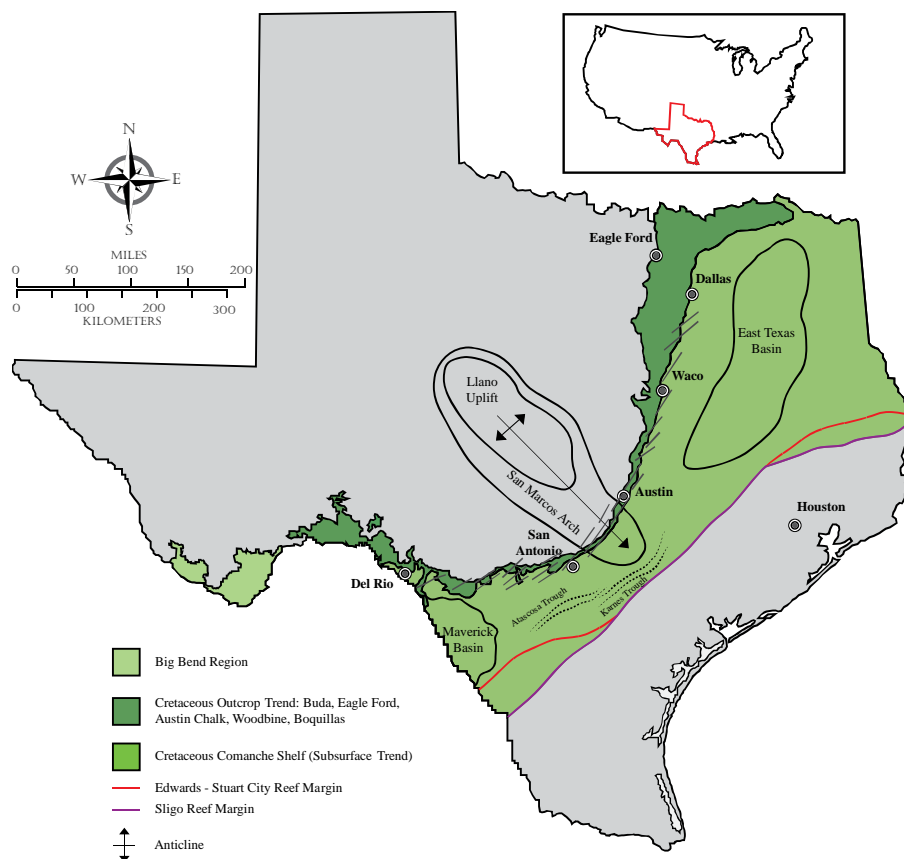 N
W
E
S
MILES
0 50 100 150 200
0 100 200 300
KILOMETERS
Eagle Ford
Dallas
East Texas
Basin
Waco
Llano
Uplift
San Marcos Arch
Austin
Houston
San
Antonio
Del Rio
Atascosa Trough
Karnes Trough
Maverick
Basin
Big Bend Region
Cretaceous Outcrop Trend: Buda, Eagle Ford,
Austin Chalk, Woodbine, Boquillas
Cretaceous Comanche Shelf (Subsurface Trend)
Edwards - Stuart City Reef Margin
Sligo Reef Margin
Anticline